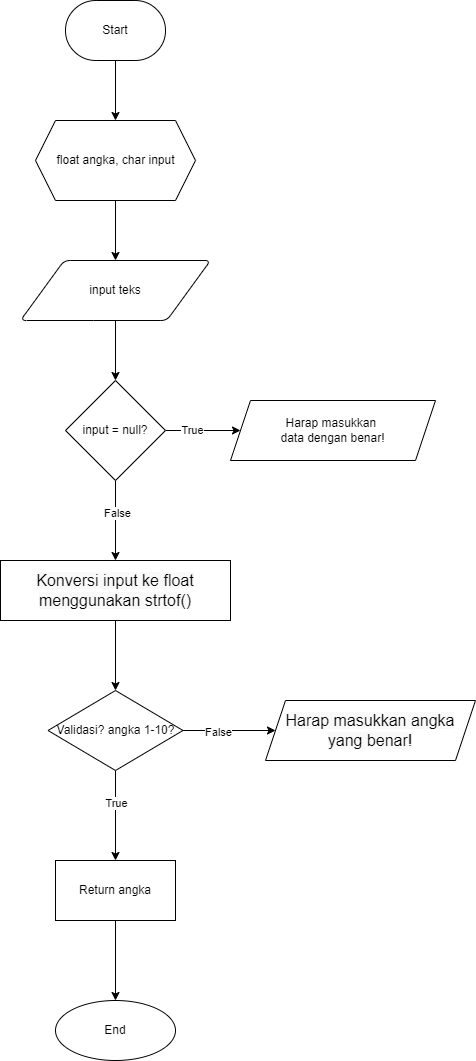 Start
float angka, char input
input teks
input = null?
True
Harap masukkan
data dengan benar!
False
Konversi input ke float
menggunakan strtof()
Validasi? angka 1-10?
False
Harap masukkan angka
yang benar!
True
Return angka
End